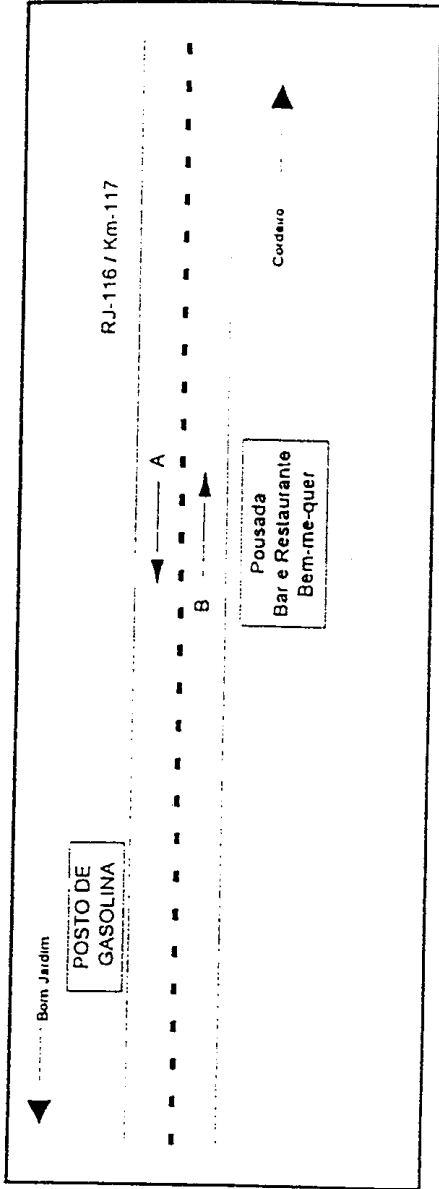 Bom Jardim
POSTO DE
GASOLINA
RJ-116 / Km-117
A
B
Pousada
Bar e Restaurante
Bem-me-quer
Cordeiro